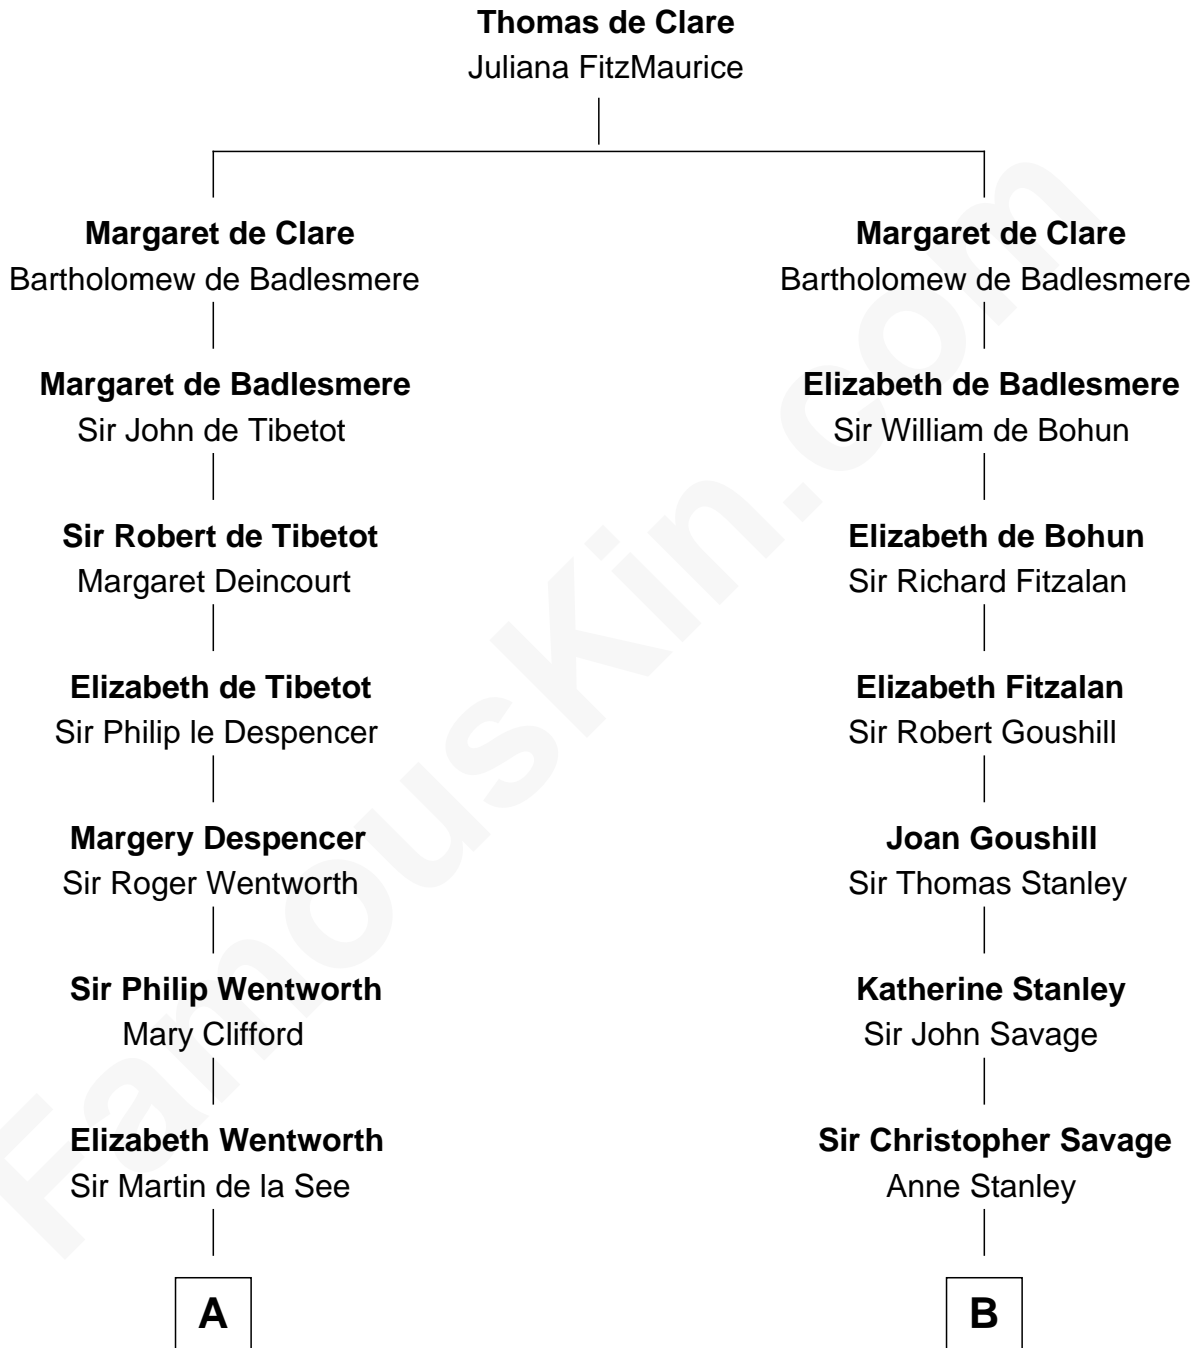 Thomas de Clare
Juliana FitzMaurice
Margaret de Clare
Bartholomew de Badlesmere
Margaret de Badlesmere
Sir John de Tibetot
Sir Robert de Tibetot
Margaret Deincourt
Elizabeth de Tibetot
Sir Philip le Despencer
Margery Despencer
Sir Roger Wentworth
Sir Philip Wentworth
Mary Clifford
Elizabeth Wentworth
Sir Martin de la See
A
Margaret de Clare
Bartholomew de Badlesmere
Elizabeth de Badlesmere
Sir William de Bohun
Elizabeth de Bohun
Sir Richard Fitzalan
Elizabeth Fitzalan
Sir Robert Goushill
Joan Goushill
Sir Thomas Stanley
Katherine Stanley
Sir John Savage
Sir Christopher Savage
Anne Stanley
B
FamousKin.com